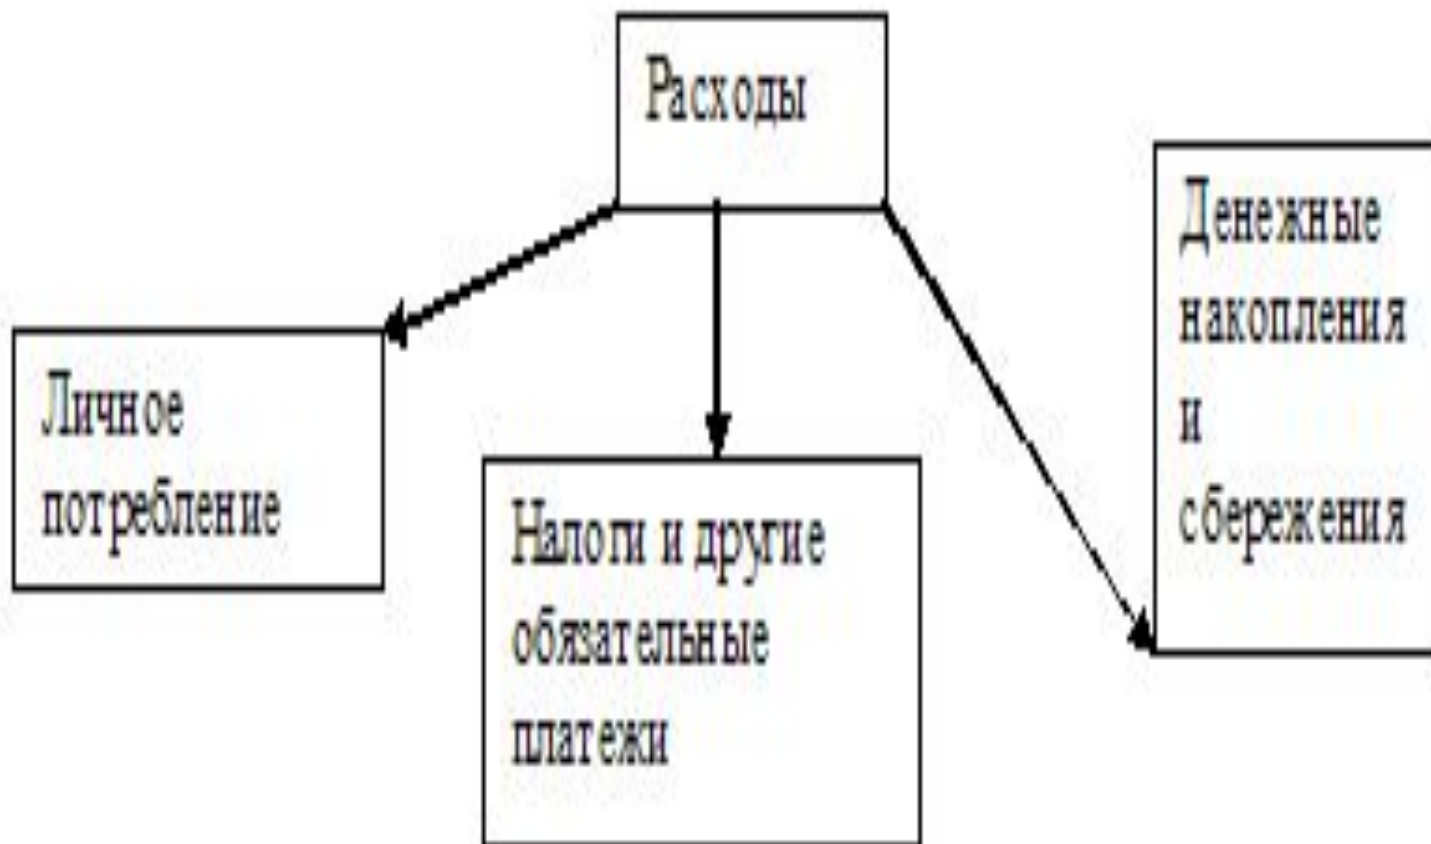 Расходы
Личное
потребление
Налоги и другие
обязательные
платежи
Денежные
накопления
и
сбережения